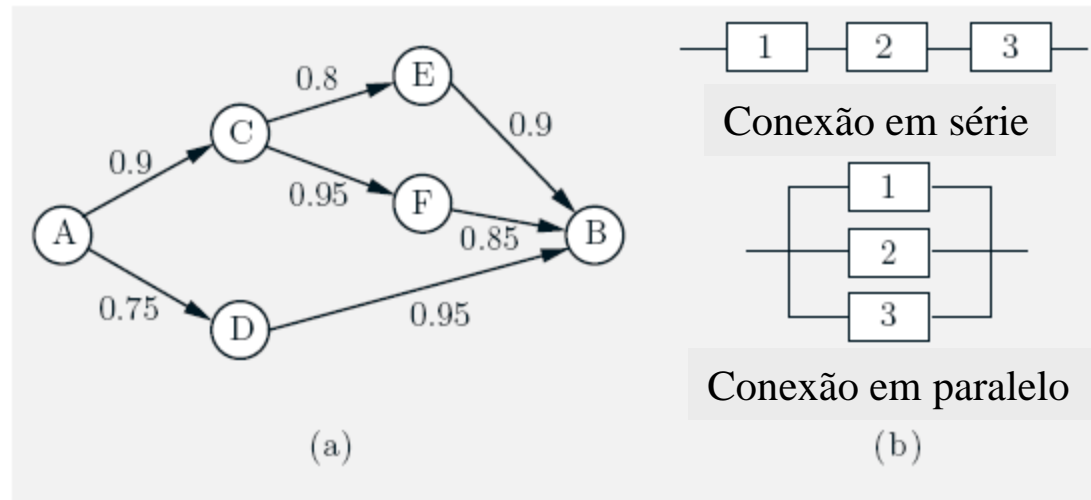 E
0.8
C
0.9
0.9
0.95
F
A
0.85
B
0.75
D
0.95
(a)
1 2 3
Conexão em série
1
2
3
Conexão em paralelo
(b)